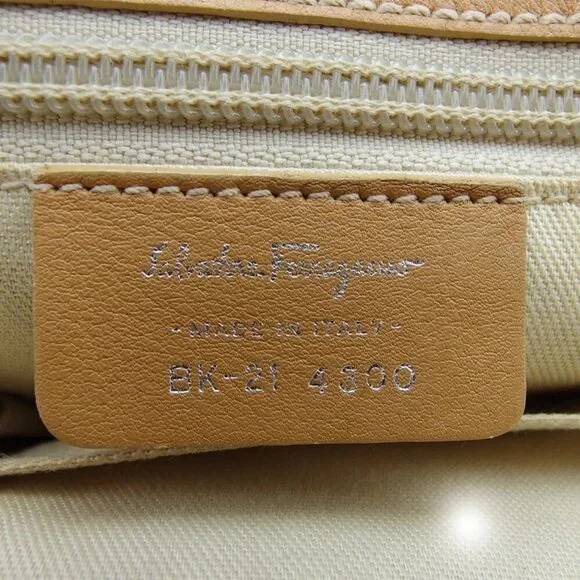 Salvatore Ferragamo
-MADE IN ITALY-
BK-21 4300